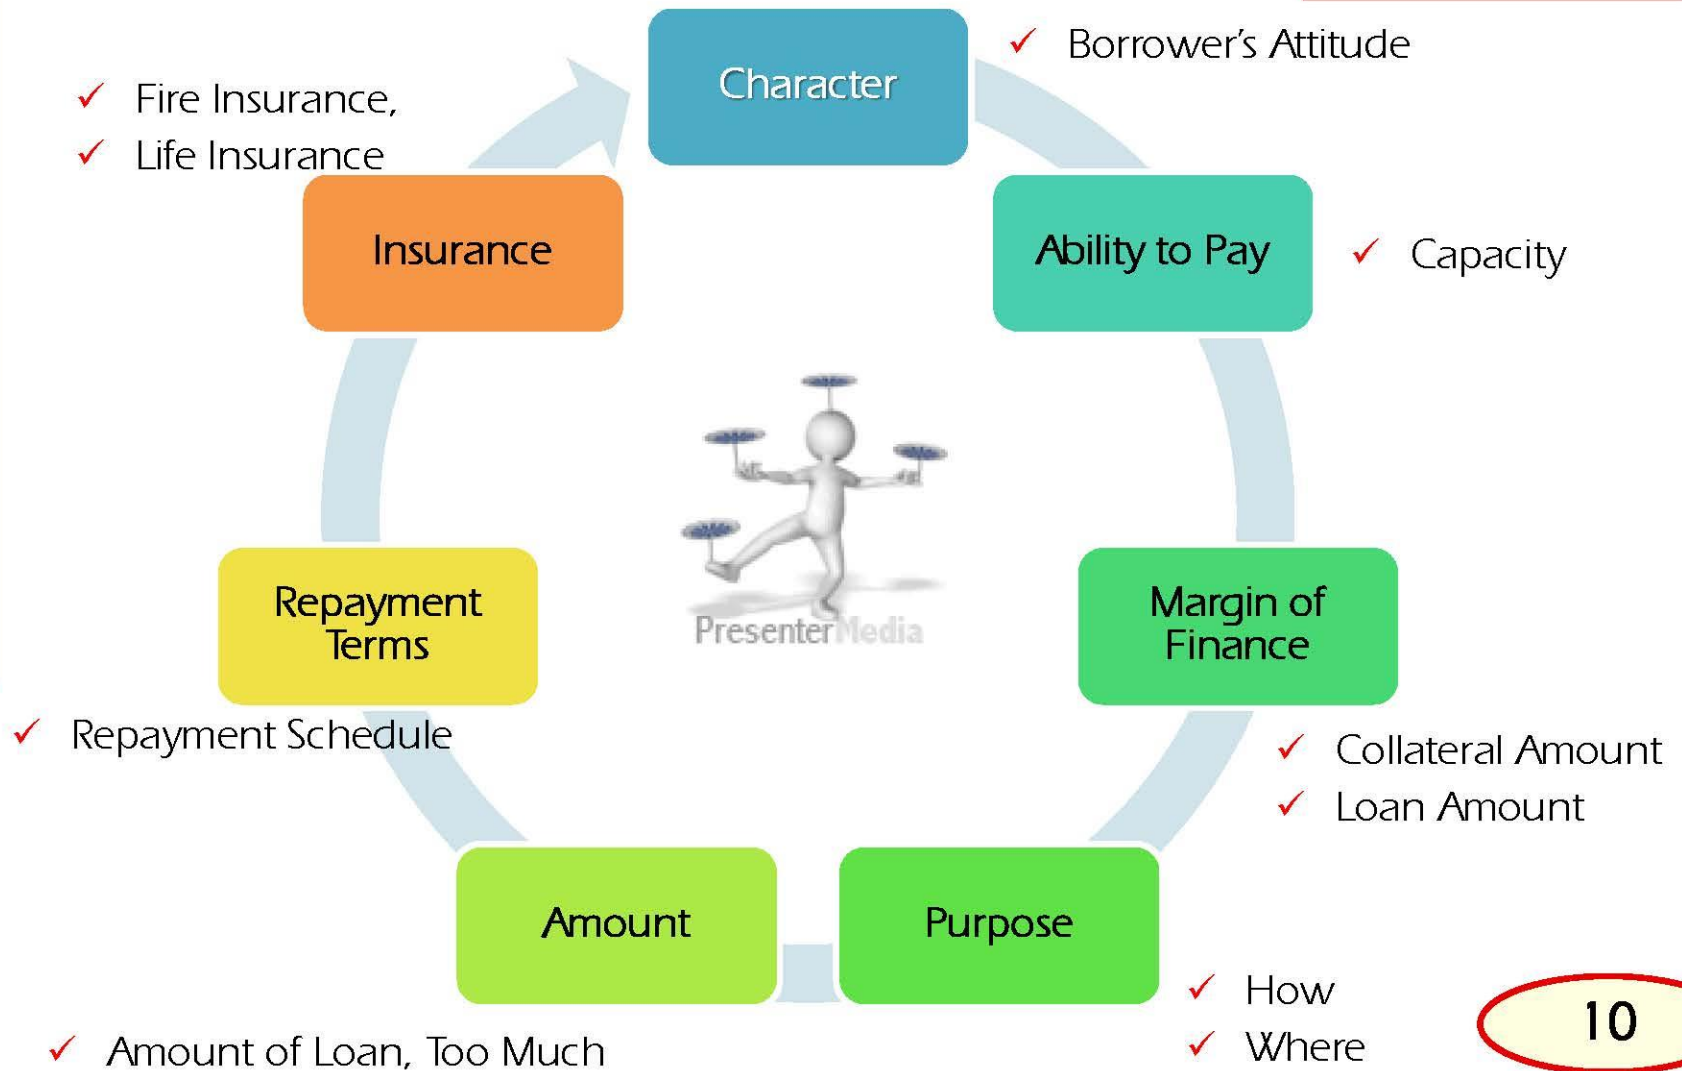 Character
✓ Borrower's Attitude
✓ Fire Insurance,
✓ Life Insurance
Insurance
Ability to Pay
✓ Capacity
PresenterMedia
Repayment
Terms
✓ Repayment Schedule
Margin of
Finance
✓ Collateral Amount
✓ Loan Amount
Amount
✓ Amount of Loan, Too Much
Purpose
✓ How
✓ Where
10